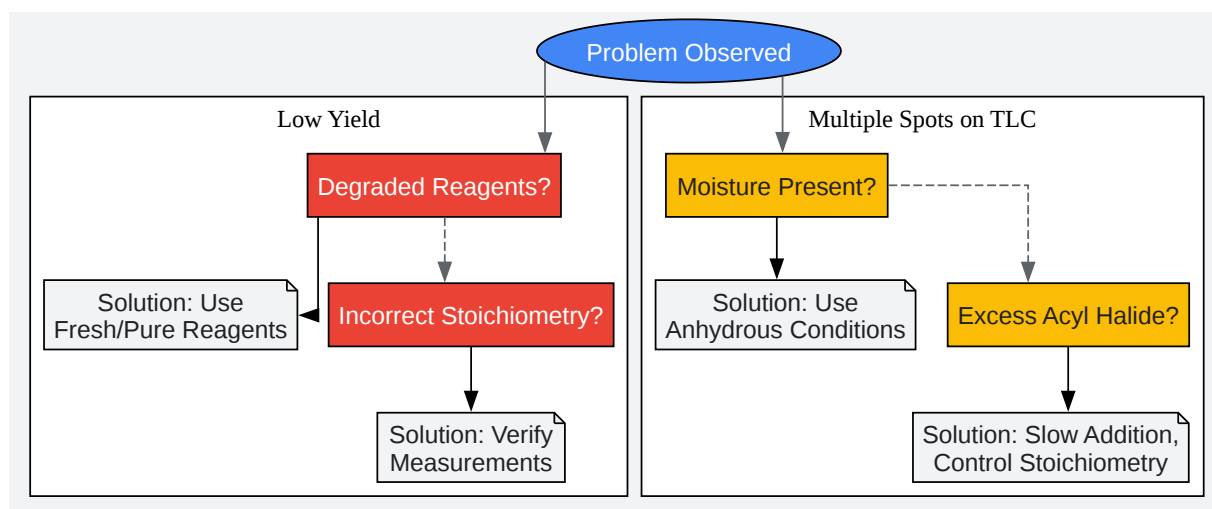 Problem Observed
Low Yield
Degraded Reagents?
Solution: Use
Fresh/Pure Reagents
Incorrect Stoichiometry?
Solution: Verify
Measurements
Multiple Spots on TLC
Moisture Present?
Solution: Use
Anhydrous Conditions
Excess Acyl Halide?
Solution: Slow Addition,
Control Stoichiometry